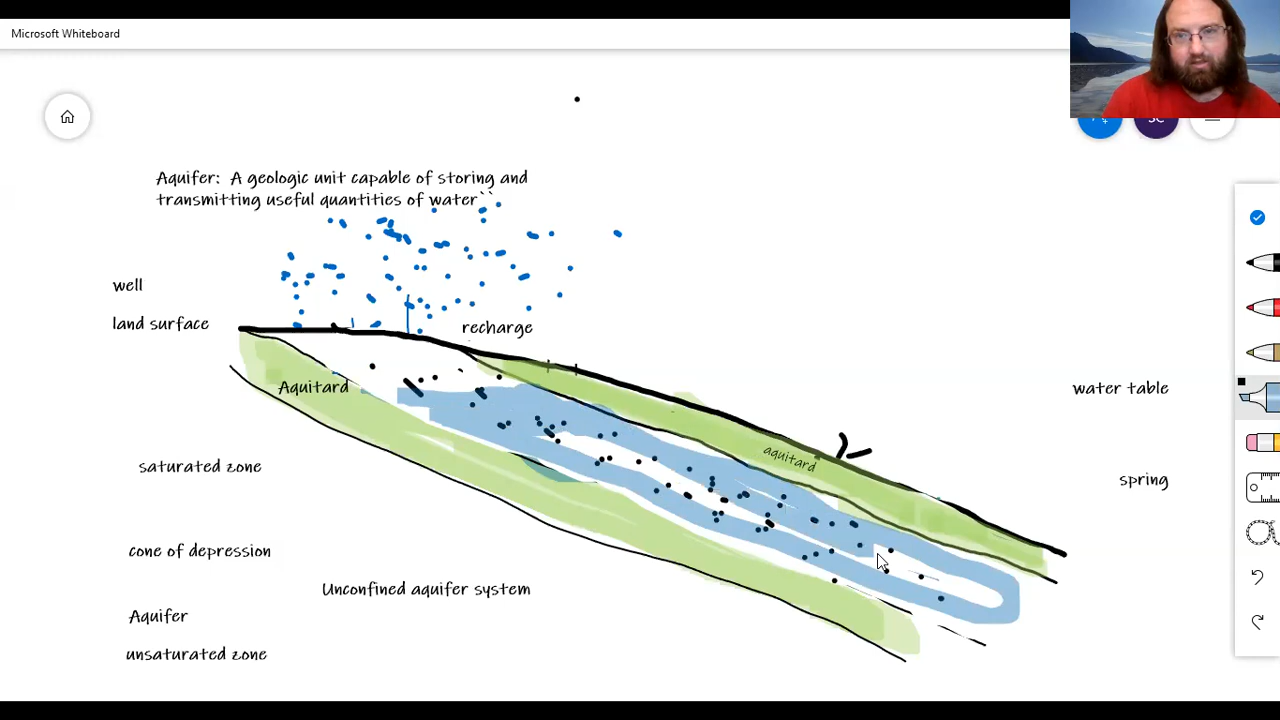 Microsoft Whiteboard
Aquifer: A geologic unit capable of storing and
transmitting useful quantities of water``
well
land surface
recharge
Aquitard
water table
aquitard
saturated zone
spring
cone of depression
Unconfined aquifer system
Aquifer
unsaturated zone